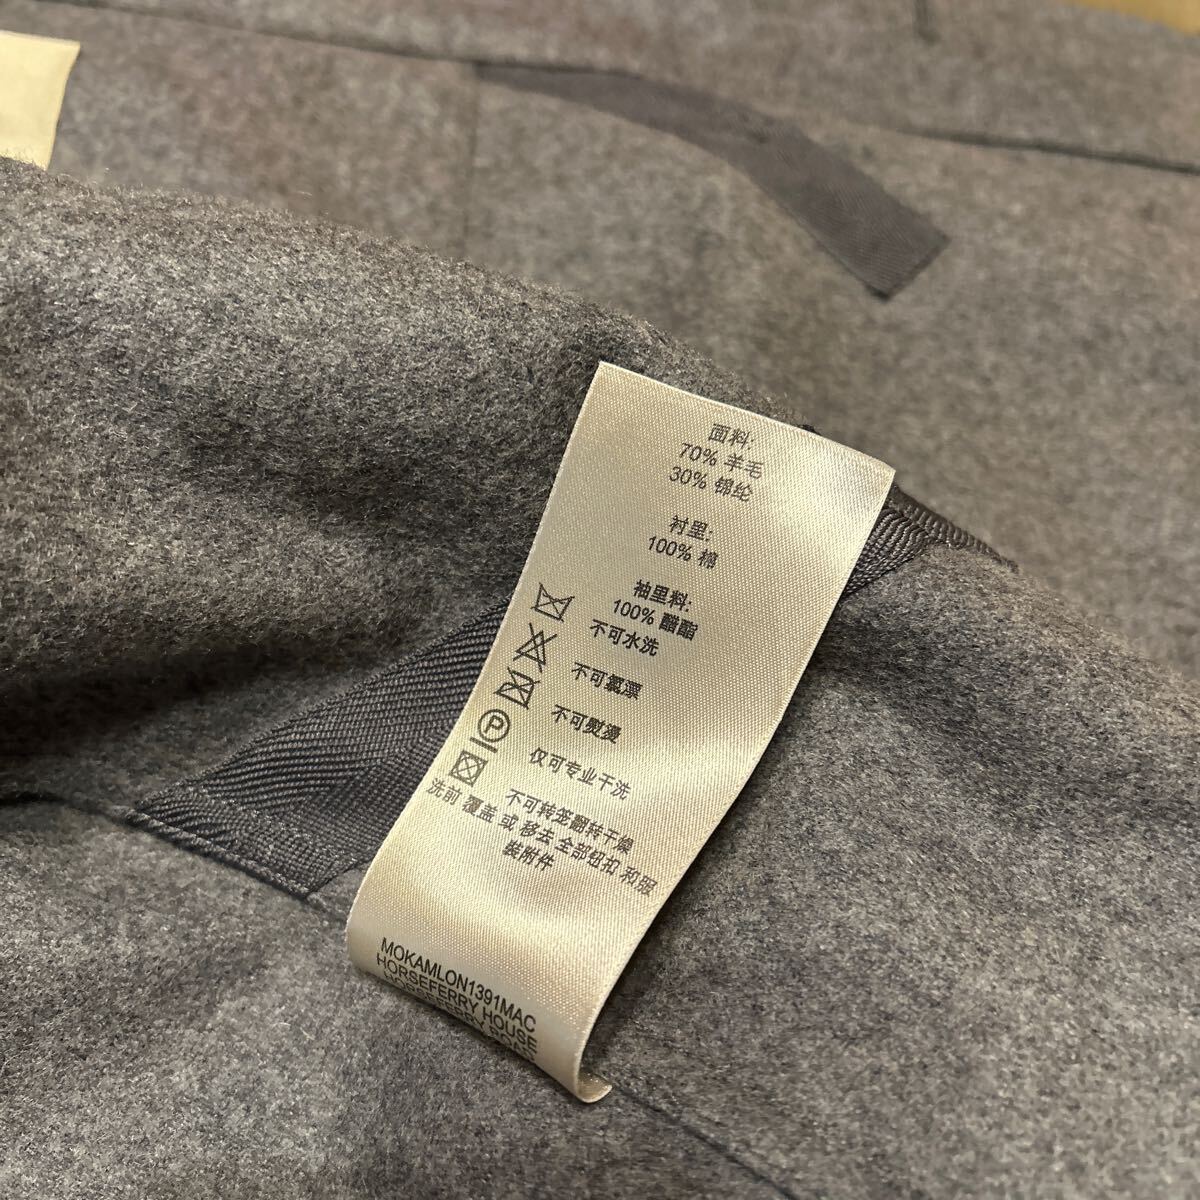 面料:
70% 羊毛
30% 锦纶
衬里:
100% 棉
袖里料:
100% 醋酯
不可水洗
不可氯漂
不可熨烫
P
仅可专业干洗
不可转笼翻转干燥
洗前 覆盖 或 移去 全部纽扣 和服
装附件
MOKAMLON1391MAC
HORSEFERRY HOUSE
HORSEFERRY ROAD